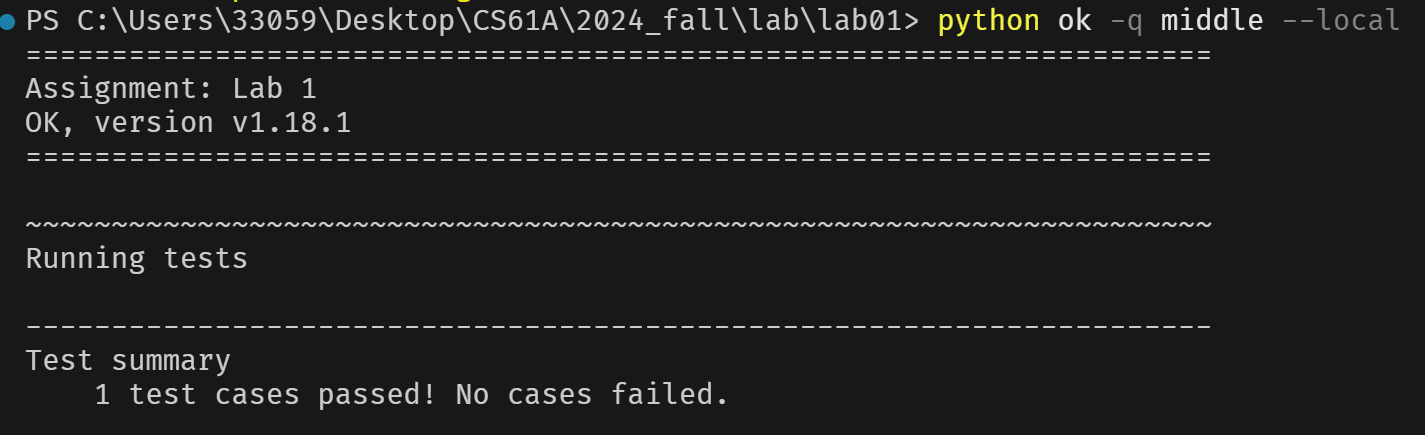 PS C:\Users\33059\Desktop\CS61A\2024_fall\lab\lab01> python ok -q middle --local
=====================================================================
Assignment: Lab 1
OK, version v1.18.1
=====================================================================
~~~~~~~~~~~~~~~~~~~~~~~~~~~~~~~~~~~~~~~~~~~~~~~~~~~~~~~~~~~~~~~~~~~~~
Running tests
---------------------------------------------------------------------
Test summary
    1 test cases passed! No cases failed.